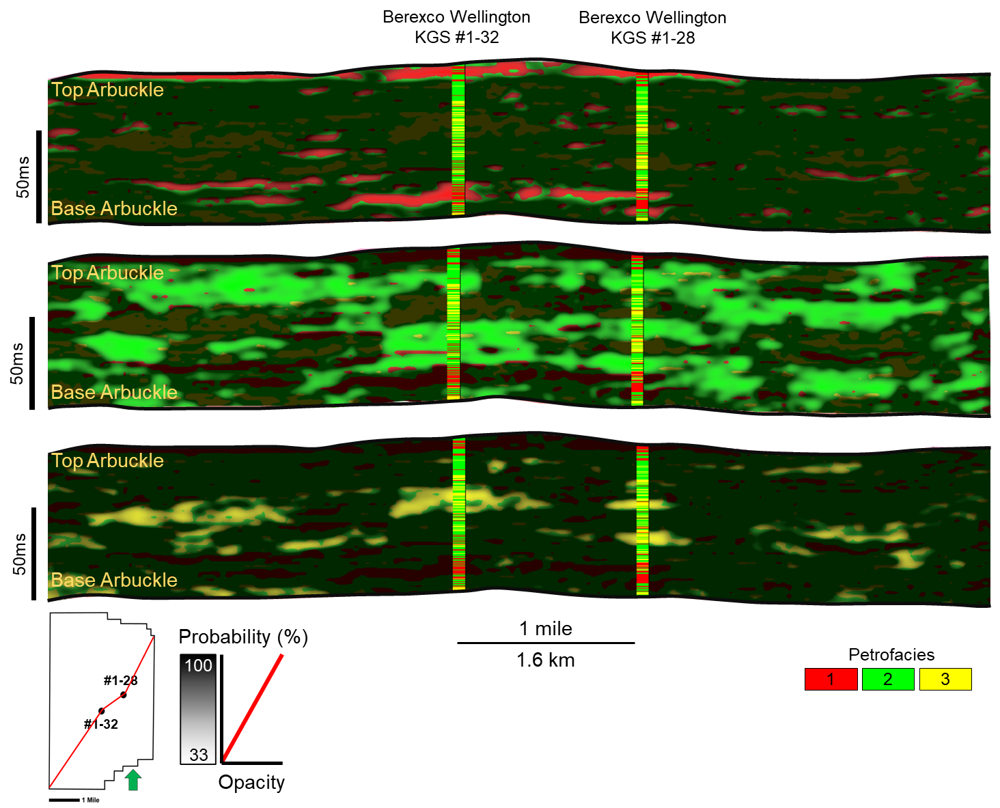 Berexco Wellington
KGS #1-32
Berexco Wellington
KGS #1-28
Top Arbuckle
50ms
Base Arbuckle
Top Arbuckle
50ms
Base Arbuckle
Top Arbuckle
50ms
Base Arbuckle
#1-28
#1-32
1 Mile
Probability (%)
100
33
Opacity
1 mile
1.6 km
Petrofacies
1 2 3